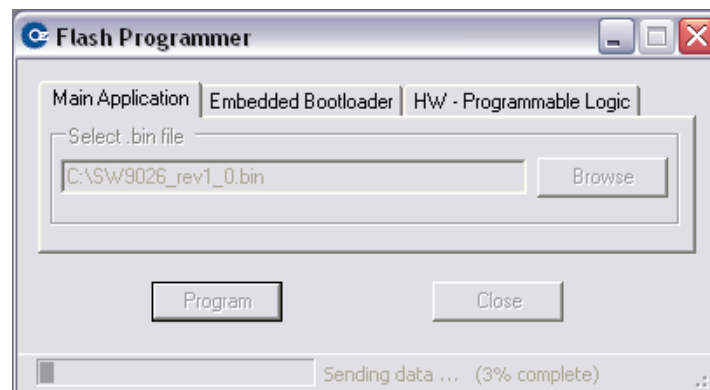 Flash Programmer
Main Application Embedded Bootloader HW - Programmable Logic
Select .bin file
C:\SW9026_rev1_0.bin Browse
Program Close
Sending data ... (3% complete)